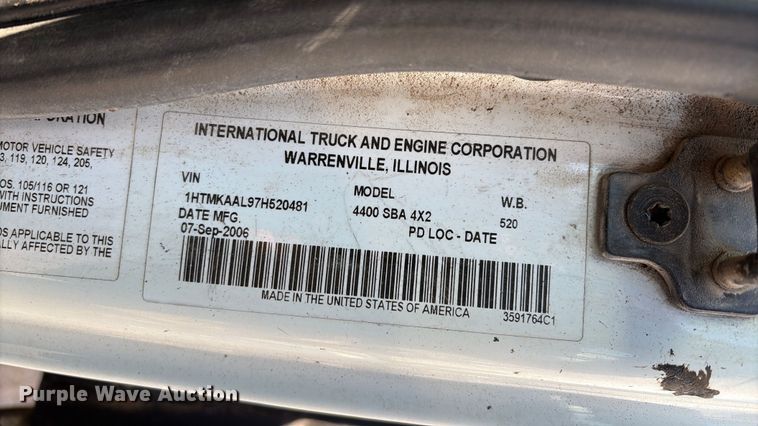 ORATION
MOTOR VEHICLE SAFETY
3, 119, 120, 124, 205,
OS. 105/116 OR 121
WITH INSTRUCTIONS
UMENT FURNISHED
DS APPLICABLE TO THIS
ALLY AFFECTED BY THE
INTERNATIONAL TRUCK AND ENGINE CORPORATION
WARRENVILLE, ILLINOIS
VIN MODEL W.B.
1HTMKAAL97H520481 4400 SBA 4X2 520
DATE MFG. PD LOC - DATE
07-Sep-2006
MADE IN THE UNITED STATES OF AMERICA 3591764C1
Purple Wave Auction